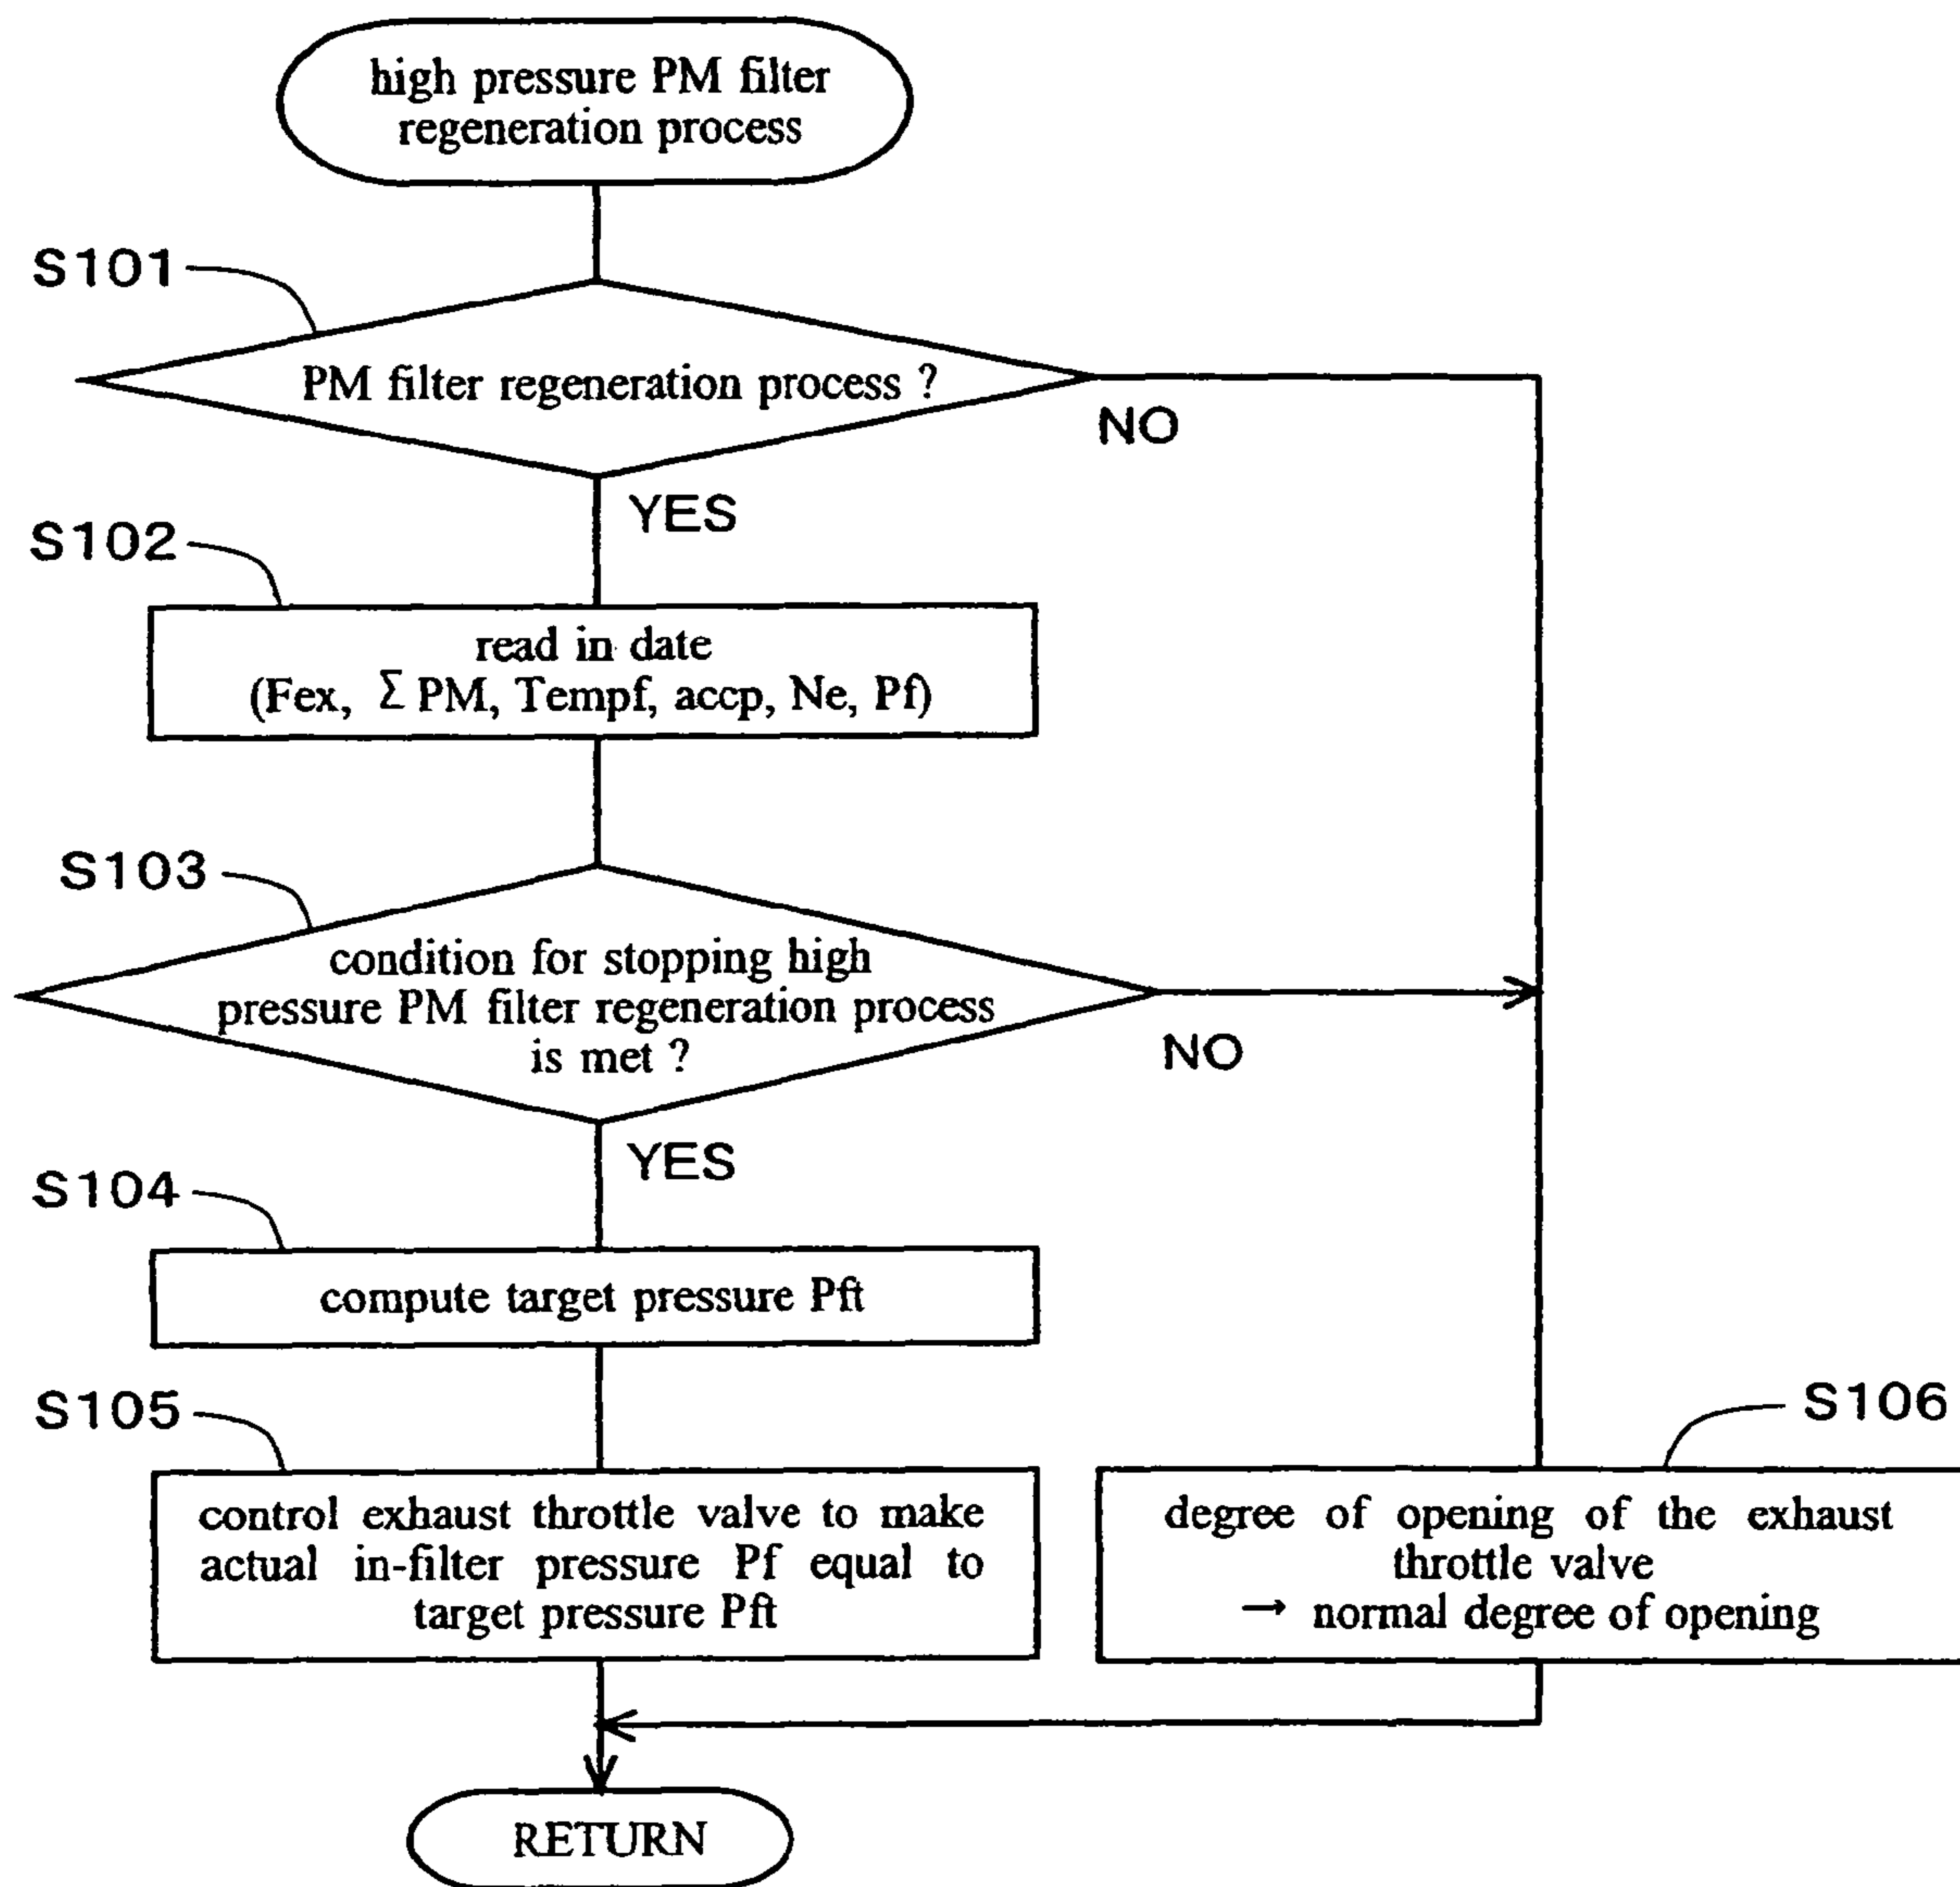 high pressure PM filter
regeneration process
S101
PM filter regeneration process ?
NO
YES
S102
read in date
(Fex, Σ PM, Tempf, accp, Ne, Pf)
S103
condition for stopping high
pressure PM filter regeneration process
is met ?
NO
YES
S104
compute target pressure Pft
S105
control exhaust throttle valve to make
actual in-filter pressure Pf equal to
target pressure Pft
S106
degree of opening of the exhaust
throttle valve
→ normal degree of opening
RETURN